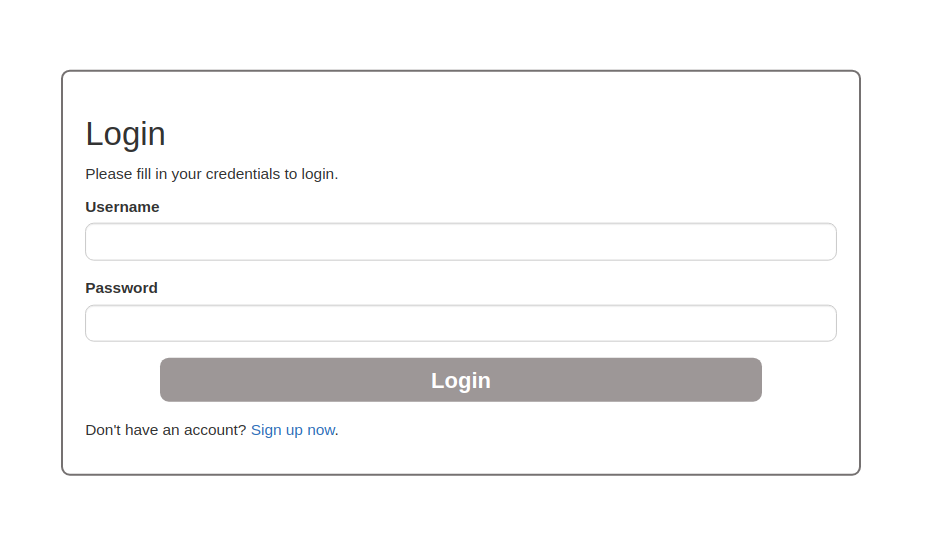 Login
Please fill in your credentials to login.
Username
Password
Login
Don't have an account? Sign up now.